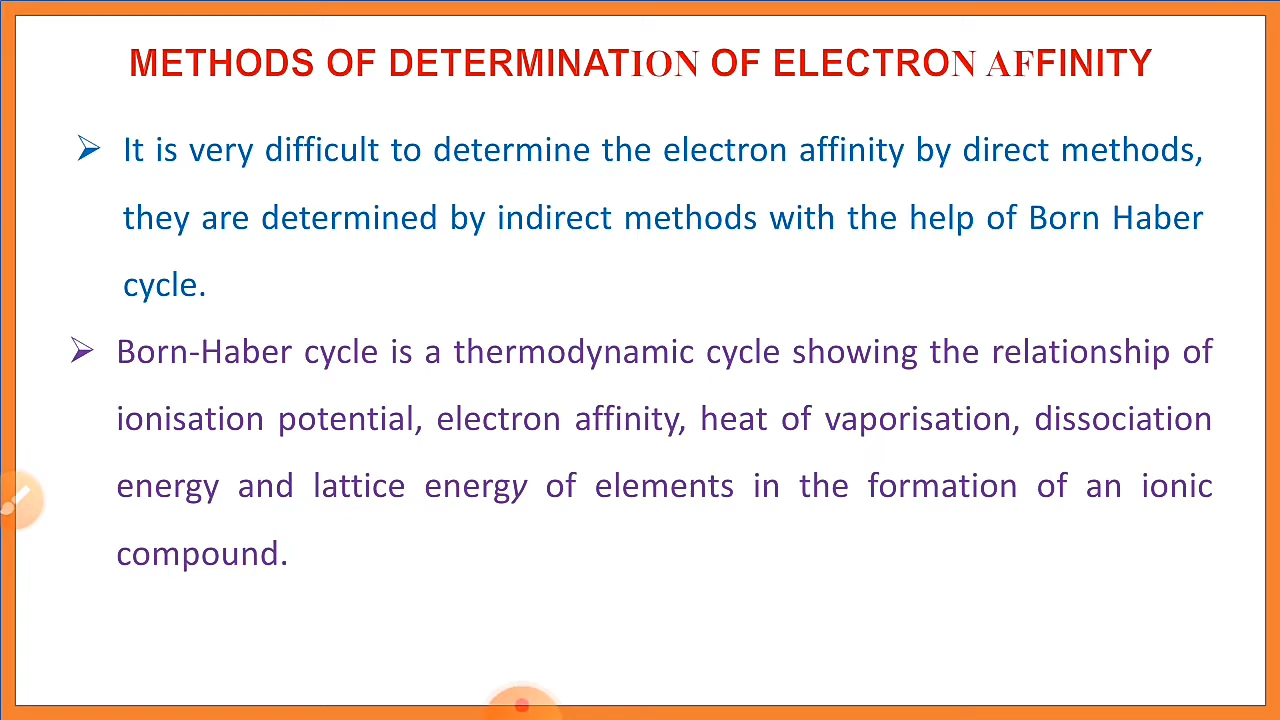 METHODS OF DETERMINATION OF ELECTRON AFFINITY
It is very difficult to determine the electron affinity by direct methods,
they are determined by indirect methods with the help of Born Haber
cycle.
Born-Haber cycle is a thermodynamic cycle showing the relationship of
ionisation potential, electron affinity, heat of vaporisation, dissociation
energy and lattice energy of elements in the formation of an ionic
compound.